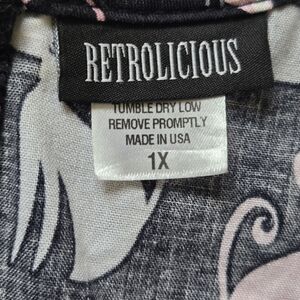 RETROLICIOUS
TUMBLE DRY LOW
REMOVE PROMPTLY
MADE IN USA
1X